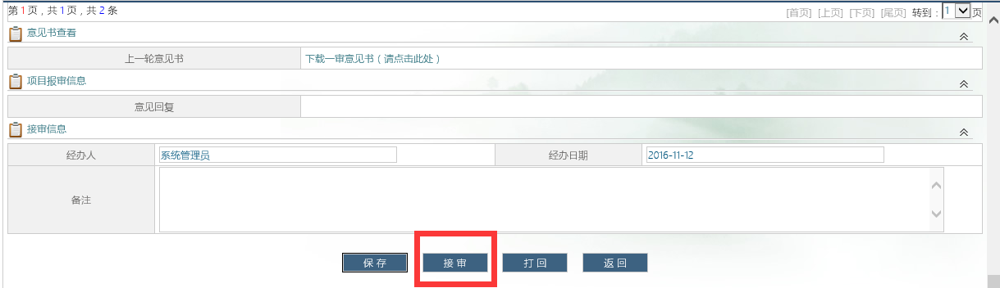 第1页，共1页，共2条 [首页] [上页] [下页] [尾页] 转到：1 页
意见书查看
上一轮意见书 下载一审意见书（请点击此处）
项目报审信息
意见回复
接审信息
经办人 系统管理员 经办日期 2016-11-12
备注
保存 接审 打回 返回